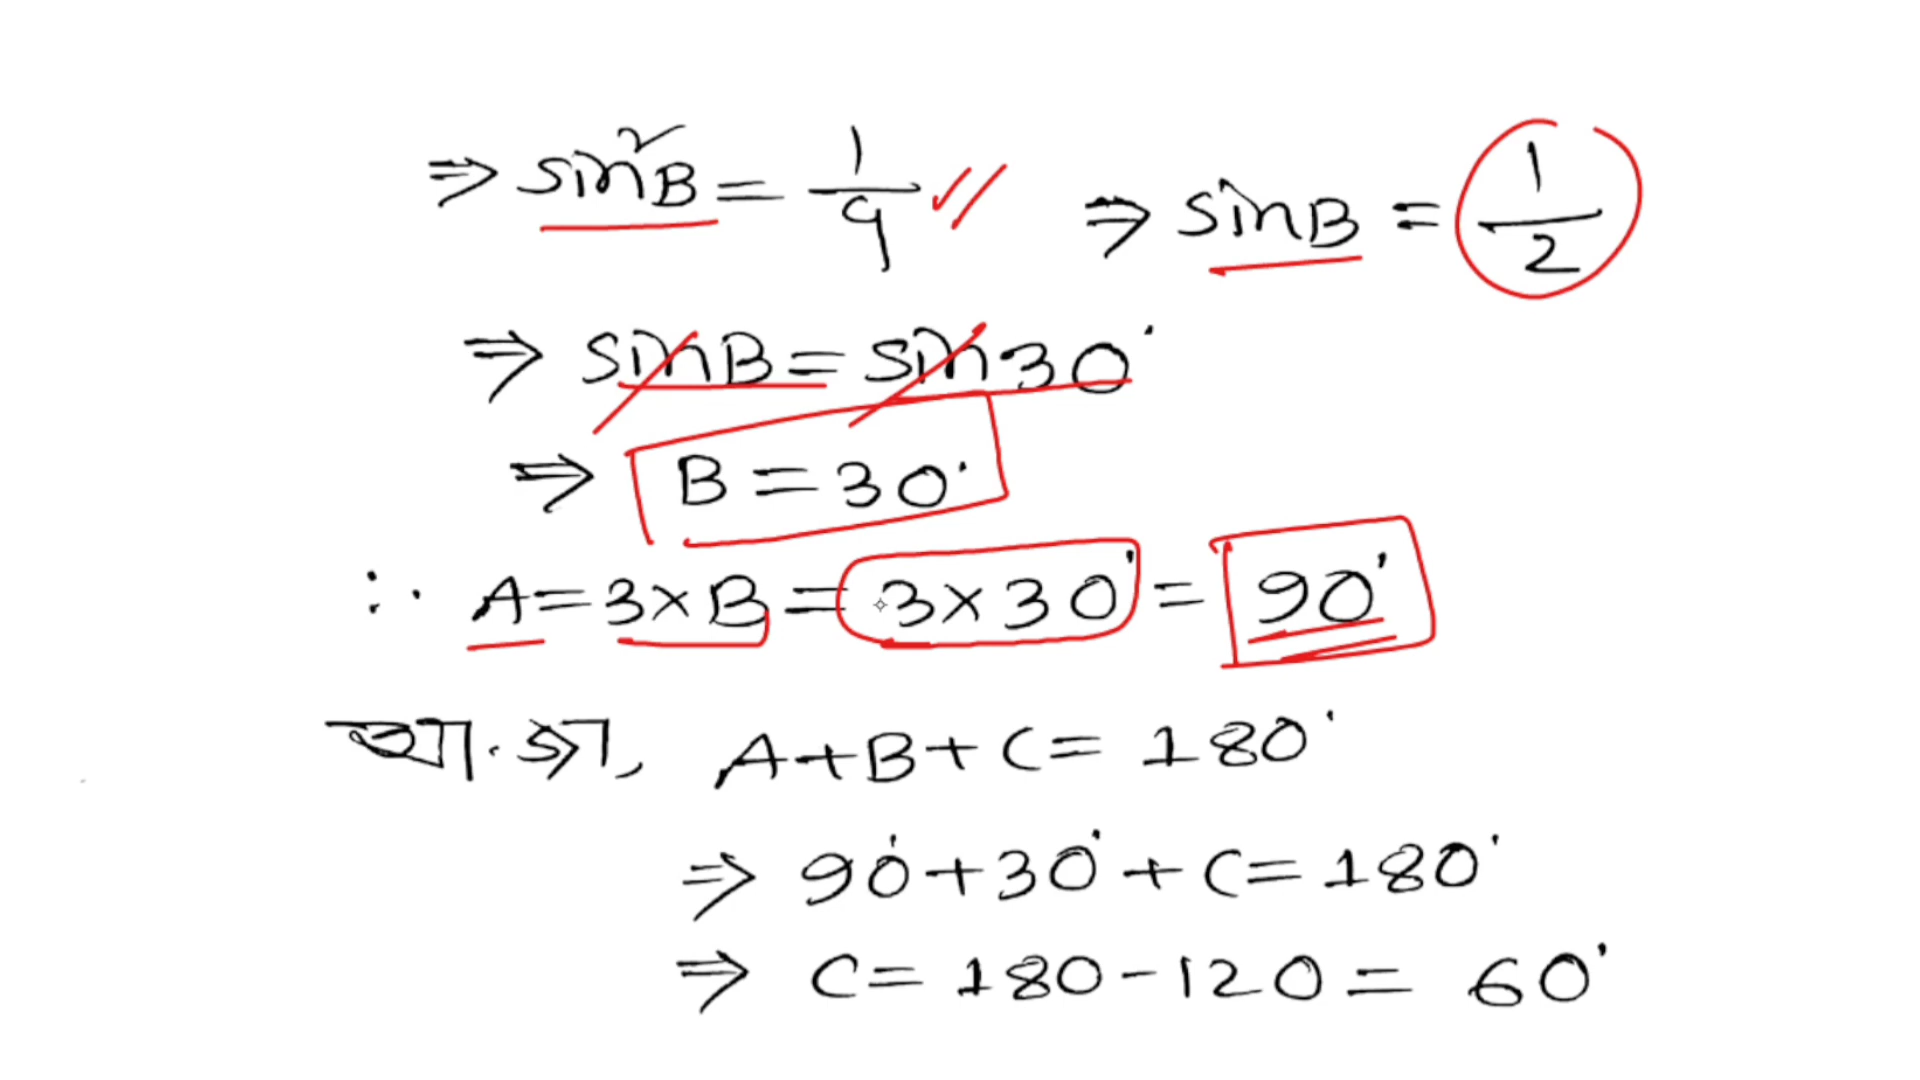 ⇒ sin²B = 1/4 ⇒ sinB = 1/2
⇒ sinB = sin30°
⇒ B = 30°
∴ A = 3×B = 3×30° = 90°
আ.জা, A+B+C = 180°
⇒ 90°+30°+C = 180°
⇒ C = 180-120 = 60°